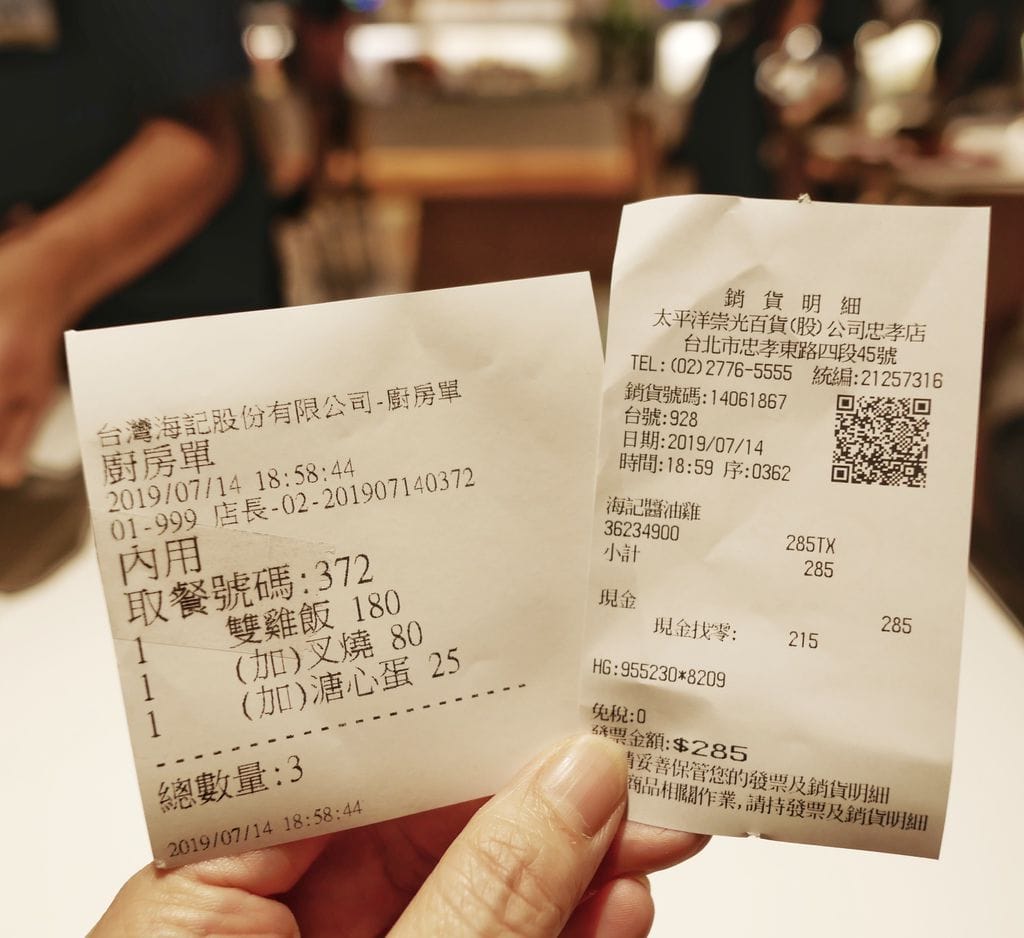 台灣海記股份有限公司-廚房單
廚房單
2019/07/14 18:58:44
01-999 店長-02-201907140372
內用
取餐號碼:372
1 雙雞飯 180
1 (加)叉燒 80
1 (加)溏心蛋 25
總數量:3
2019/07/14 18:58:44
銷貨明細
太平洋崇光百貨(股)公司忠孝店
台北市忠孝東路四段45號
TEL:(02)2776-5555 統編:21257316
銷貨號碼:14061867
台號:928
日期:2019/07/14
時間:18:59 序:0362
海記醬油雞
36234900 285TX
小計 285
現金 285
現金找零: 215
HG:955230*8209
免稅:0
發票金額:$285
請妥善保管您的發票及銷貨明細
商品相關作業,請持發票及銷貨明細